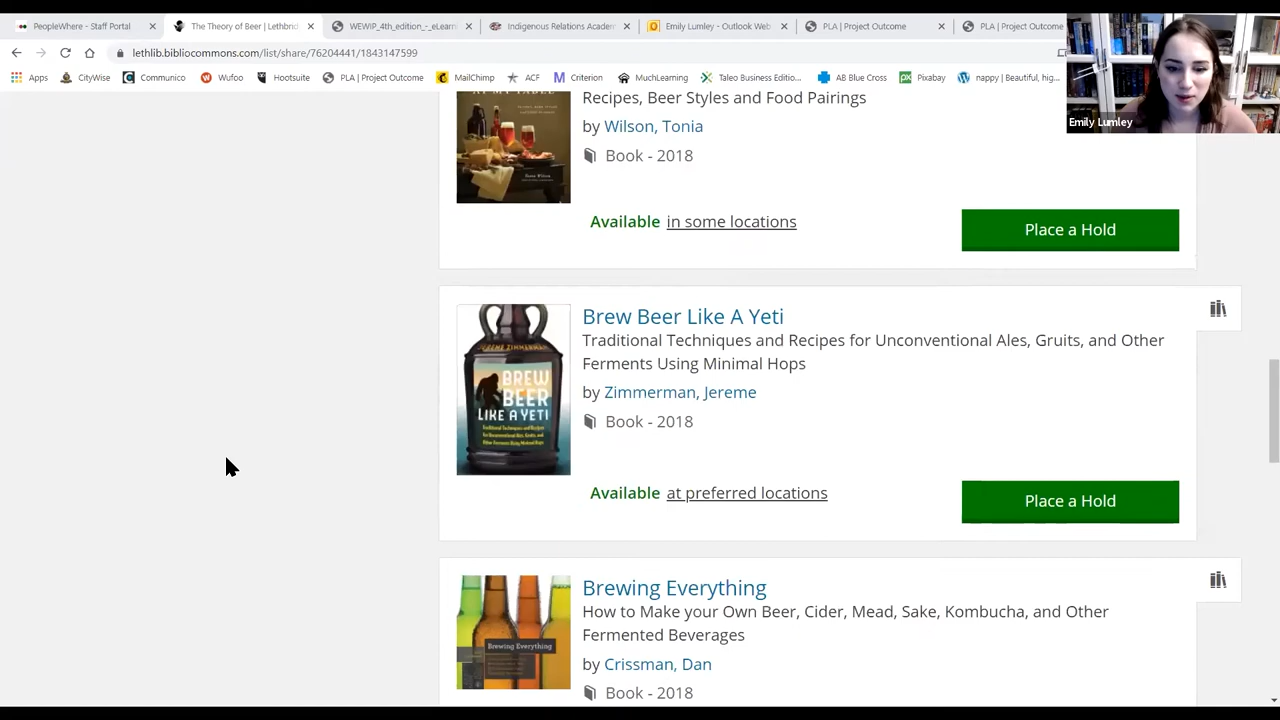 PeopleWhere - Staff Portal
The Theory of Beer | Lethbrid
WEWIP_4th_edition_-_eLearn
Indigenous Relations Academ
Emily Lumley - Outlook Web
PLA | Project Outcome
PLA | Project Outcome
lethlib.bibliocommons.com/list/share/76204441/1843147599
Apps
CityWise
Communico
Wufoo
Hootsuite
PLA | Project Outcome
MailChimp
ACF
Criterion
MuchLearning
Taleo Business Editio...
AB Blue Cross
Pixabay
nappy | Beautiful, hig...
Emily Lumley
AT MY TABLE
Recipes, Beer Styles and Food Pairings
by Wilson, Tonia
Book - 2018
Available in some locations
Place a Hold
JEREME ZIMMERMAN
BREW
BEER
LIKE A YETI
Brew Beer Like A Yeti
Traditional Techniques and Recipes for Unconventional Ales, Gruits, and Other
Ferments Using Minimal Hops
by Zimmerman, Jereme
Book - 2018
Available at preferred locations
Place a Hold
Brewing Everything
Brewing Everything
How to Make your Own Beer, Cider, Mead, Sake, Kombucha, and Other
Fermented Beverages
by Crissman, Dan
Book - 2018